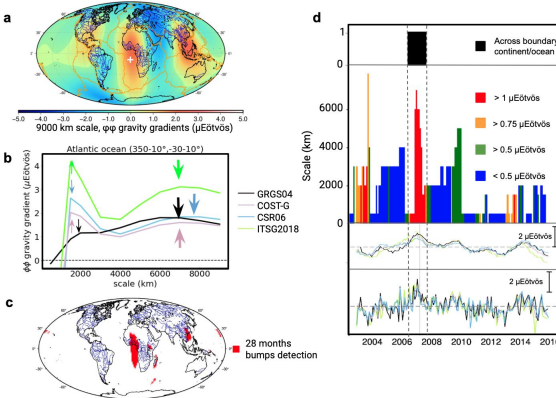 a
-5.0 -4.0 -3.0 -2.0 -1.0 0.0 1.0 2.0 3.0 4.0 5.0
9000 km scale, φφ gravity gradients (μEötvös)
b
Atlantic ocean (350-10°,-30-10°)
φφ gravity gradient (μEötvös)
4
3
2
1
0
GRGS04
COST-G
CSR06
ITSG2018
2000 4000 6000 8000
scale (km)
c
28 months
bumps detection
d
1
0
Across boundary
continent/ocean
Scale (km)
6000
4000
2000
0
> 1 μEötvös
> 0.75 μEötvös
> 0.5 μEötvös
< 0.5 μEötvös
2 μEötvös
2 μEötvös
2004 2006 2008 2010 2012 2014 2016